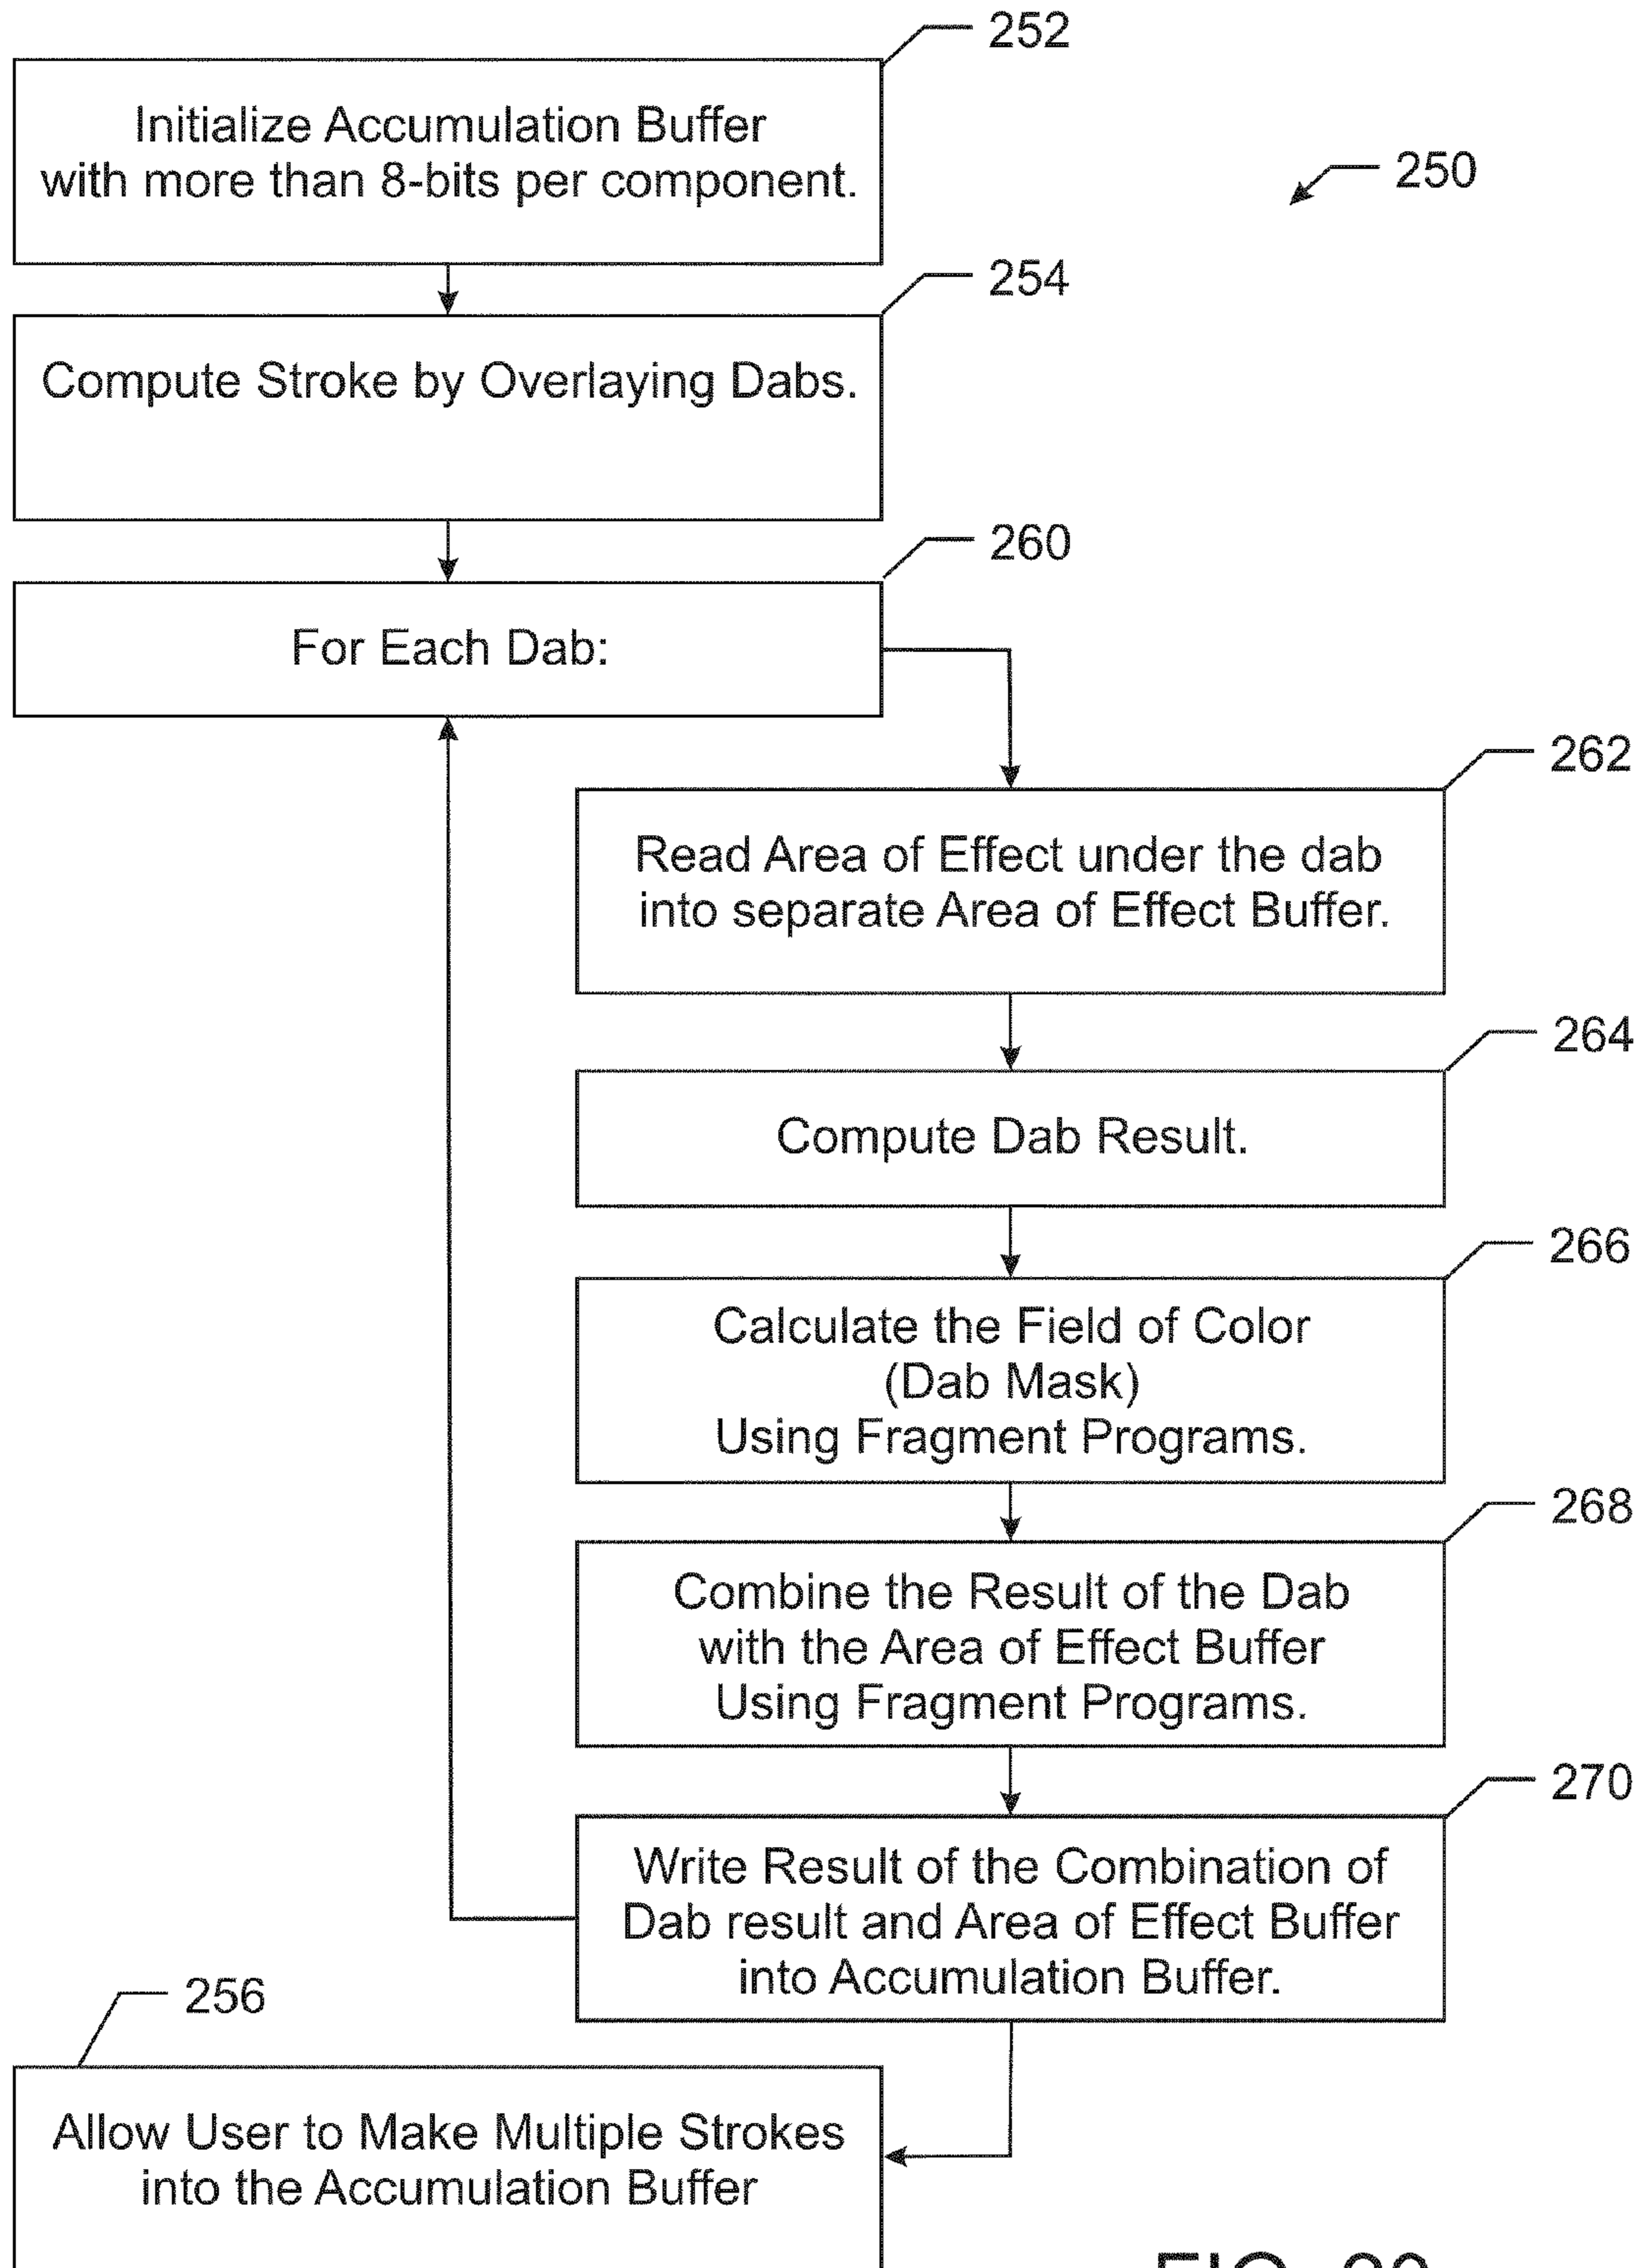 252
Initialize Accumulation Buffer
with more than 8-bits per component.
250
254
Compute Stroke by Overlaying Dabs.
260
For Each Dab:
262
Read Area of Effect under the dab
into separate Area of Effect Buffer.
264
Compute Dab Result.
266
Calculate the Field of Color
(Dab Mask)
Using Fragment Programs.
268
Combine the Result of the Dab
with the Area of Effect Buffer
Using Fragment Programs.
270
Write Result of the Combination of
Dab result and Area of Effect Buffer
into Accumulation Buffer.
256
Allow User to Make Multiple Strokes
into the Accumulation Buffer
FIG.